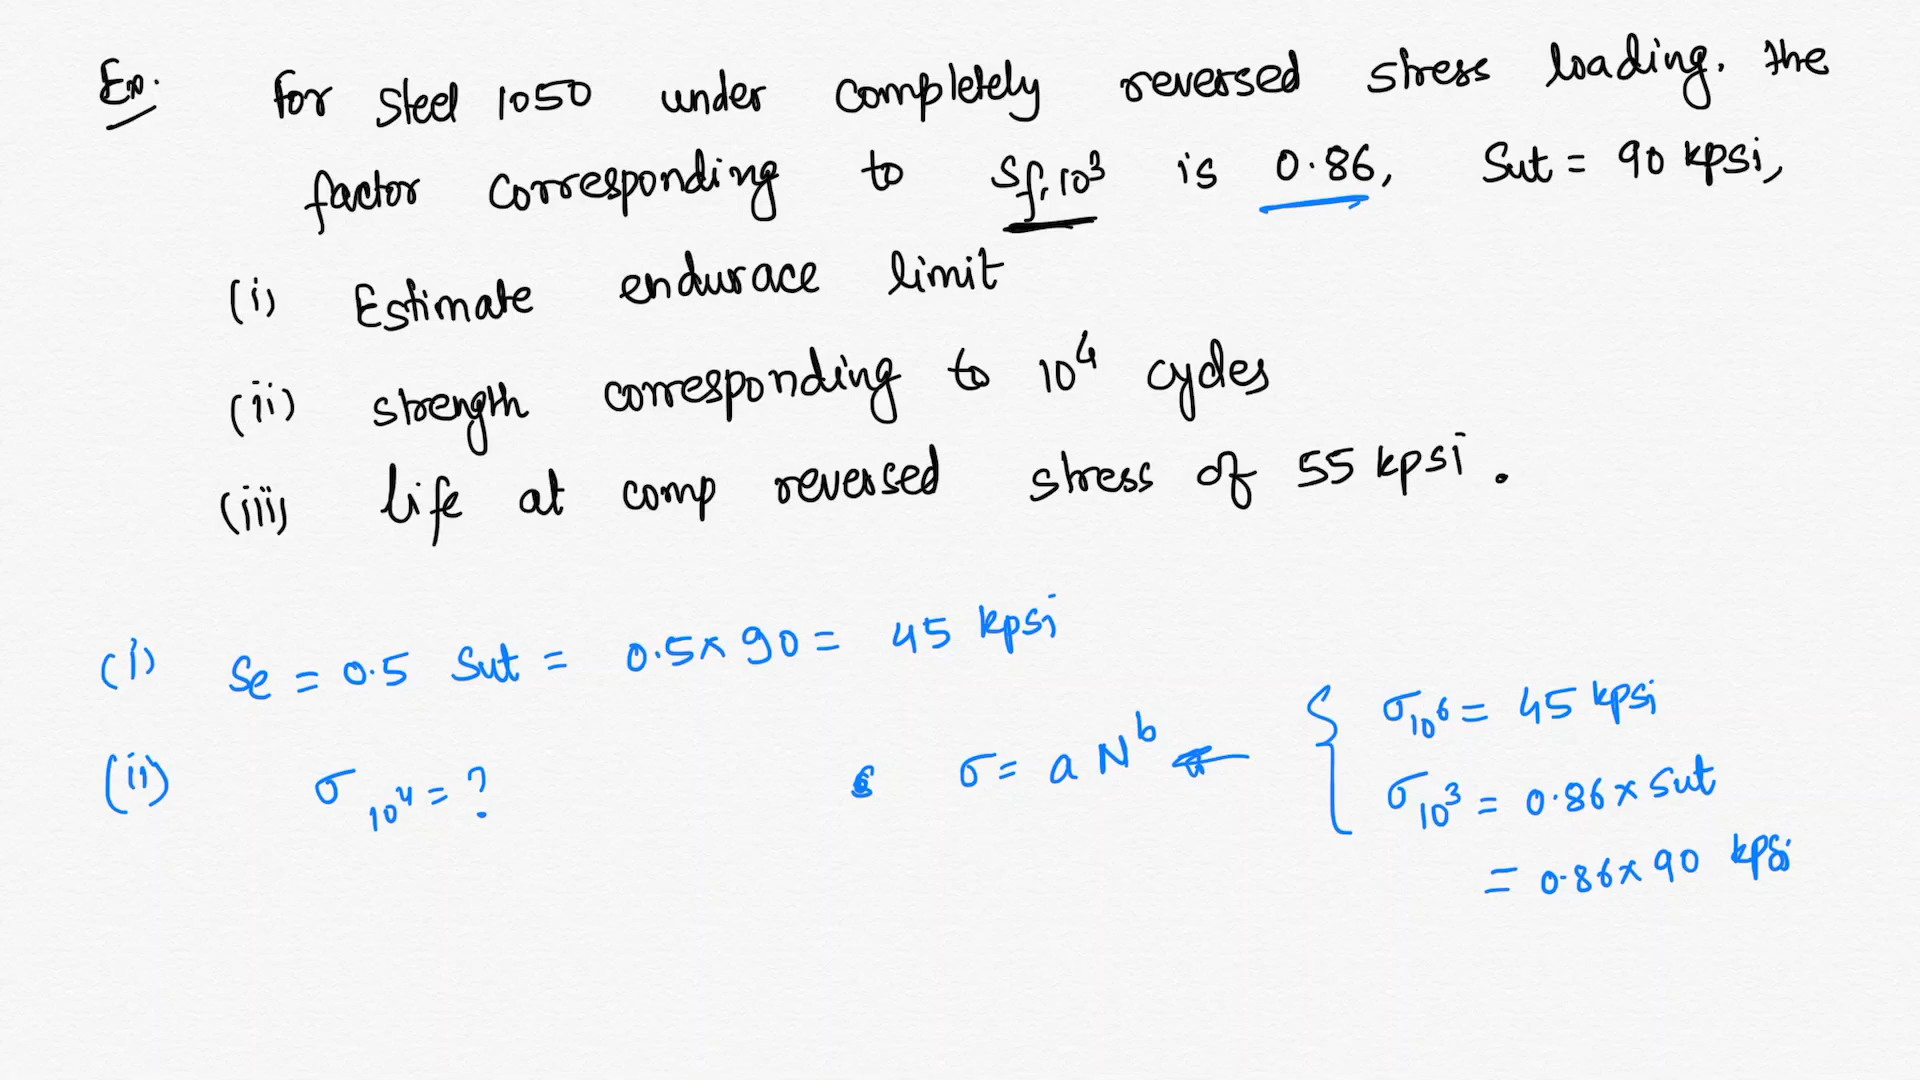 Ex. for steel 1050 under completely reversed stress loading. the
factor corresponding to Sf,10³ is 0.86, Sut = 90 kpsi,
(i) Estimate endurace limit
(ii) strength corresponding to 10⁴ cycles
(iii) life at comp reversed stress of 55 kpsi.
(i) Se = 0.5 Sut = 0.5 × 90 = 45 kpsi
(ii) σ10⁴ = ? σ = a N^b ← { σ10⁶ = 45 kpsi
σ10³ = 0.86 × Sut
= 0.86 × 90 kpsi